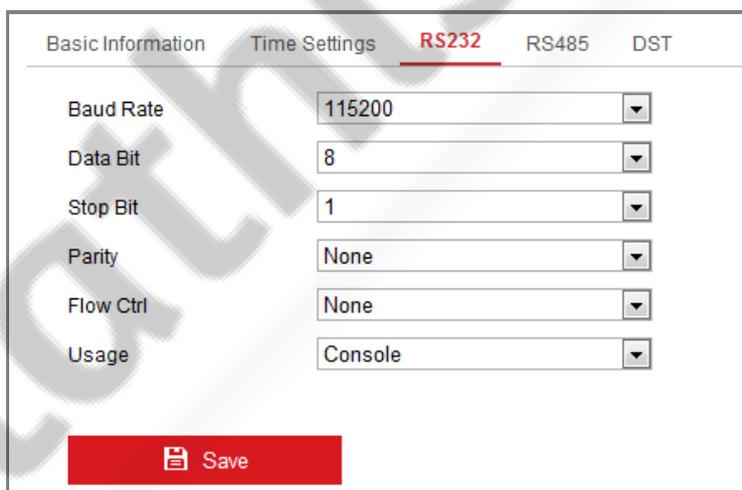 Basic Information Time Settings RS232 RS485 DST
Baud Rate 115200
Data Bit 8
Stop Bit 1
Parity None
Flow Ctrl None
Usage Console
Save